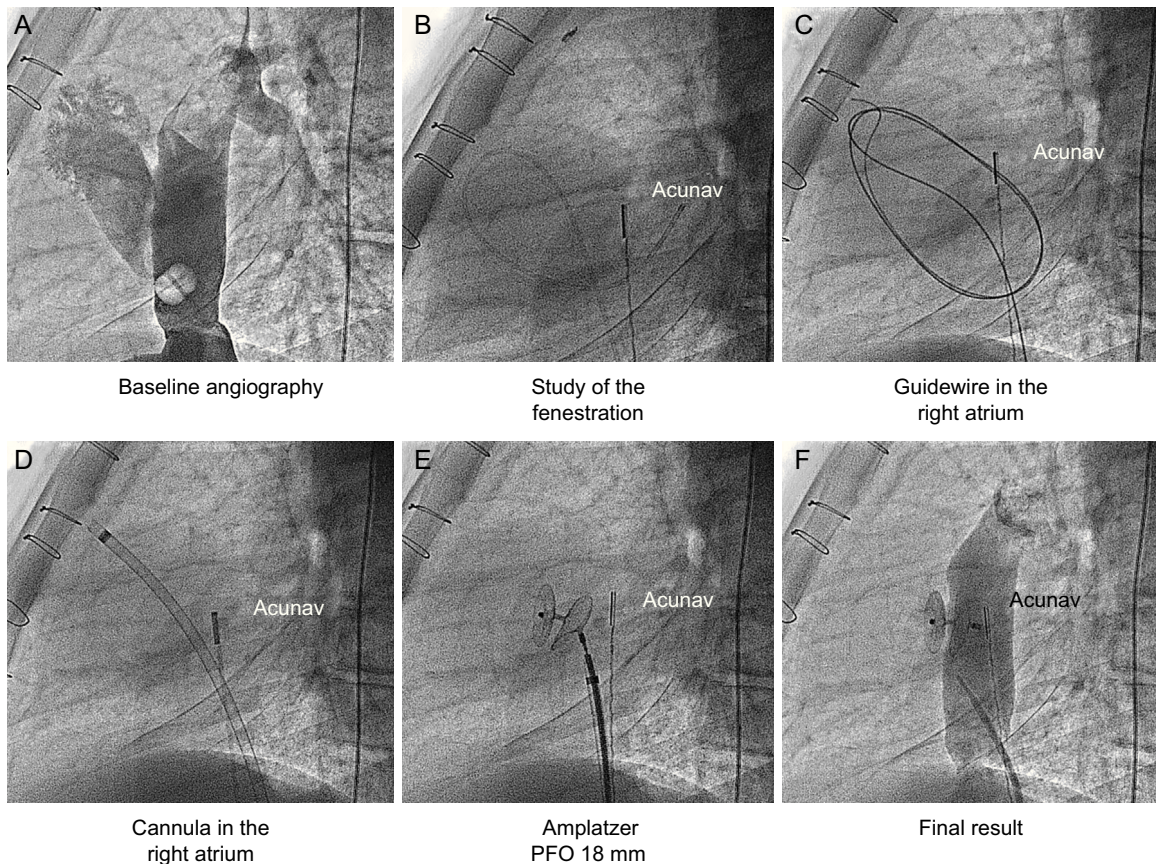 A
B
Acunav
C
Acunav
Baseline angiography
Study of the
fenestration
Guidewire in the
right atrium
D
Acunav
E
Acunav
F
Acunav
Cannula in the
right atrium
Amplatzer
PFO 18 mm
Final result